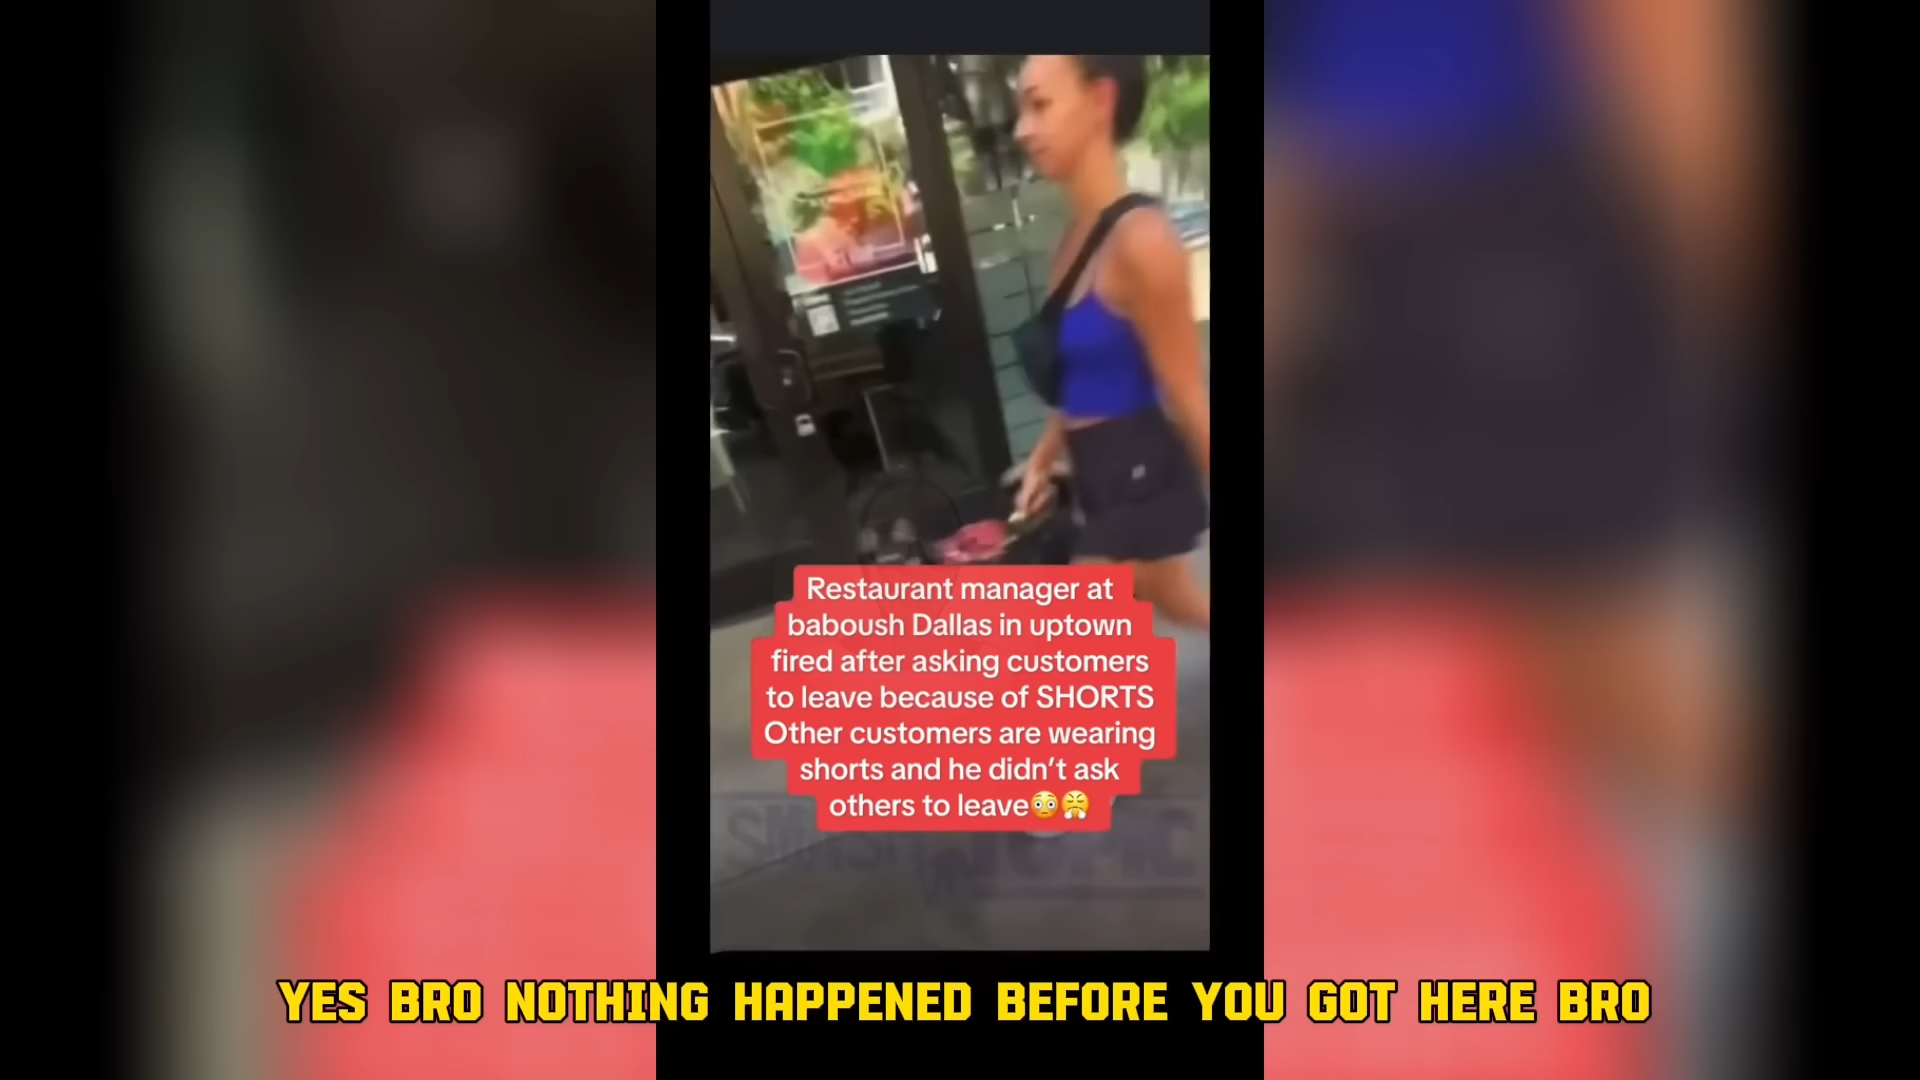 Restaurant manager at
baboush Dallas in uptown
fired after asking customers
to leave because of SHORTS
Other customers are wearing
shorts and he didn’t ask
others to leave😳😤
YES BRO NOTHING HAPPENED BEFORE YOU GOT HERE BRO